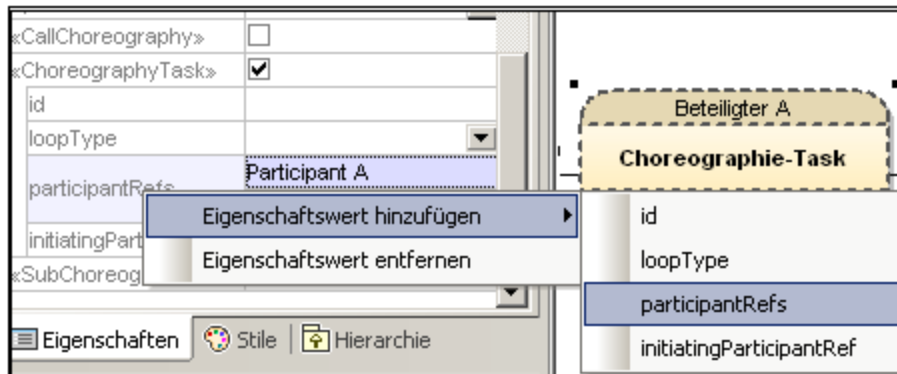 «CallChoreography»
«ChoreographyTask»
id
loopType
participantRefs
Participant A
initiatingPart
«SubChoreog
Eigenschaftswert hinzufügen
Eigenschaftswert entfernen
Eigenschaften
Stile
Hierarchie
Beteiligter A
Choreographie-Task
id
loopType
participantRefs
initiatingParticipantRef